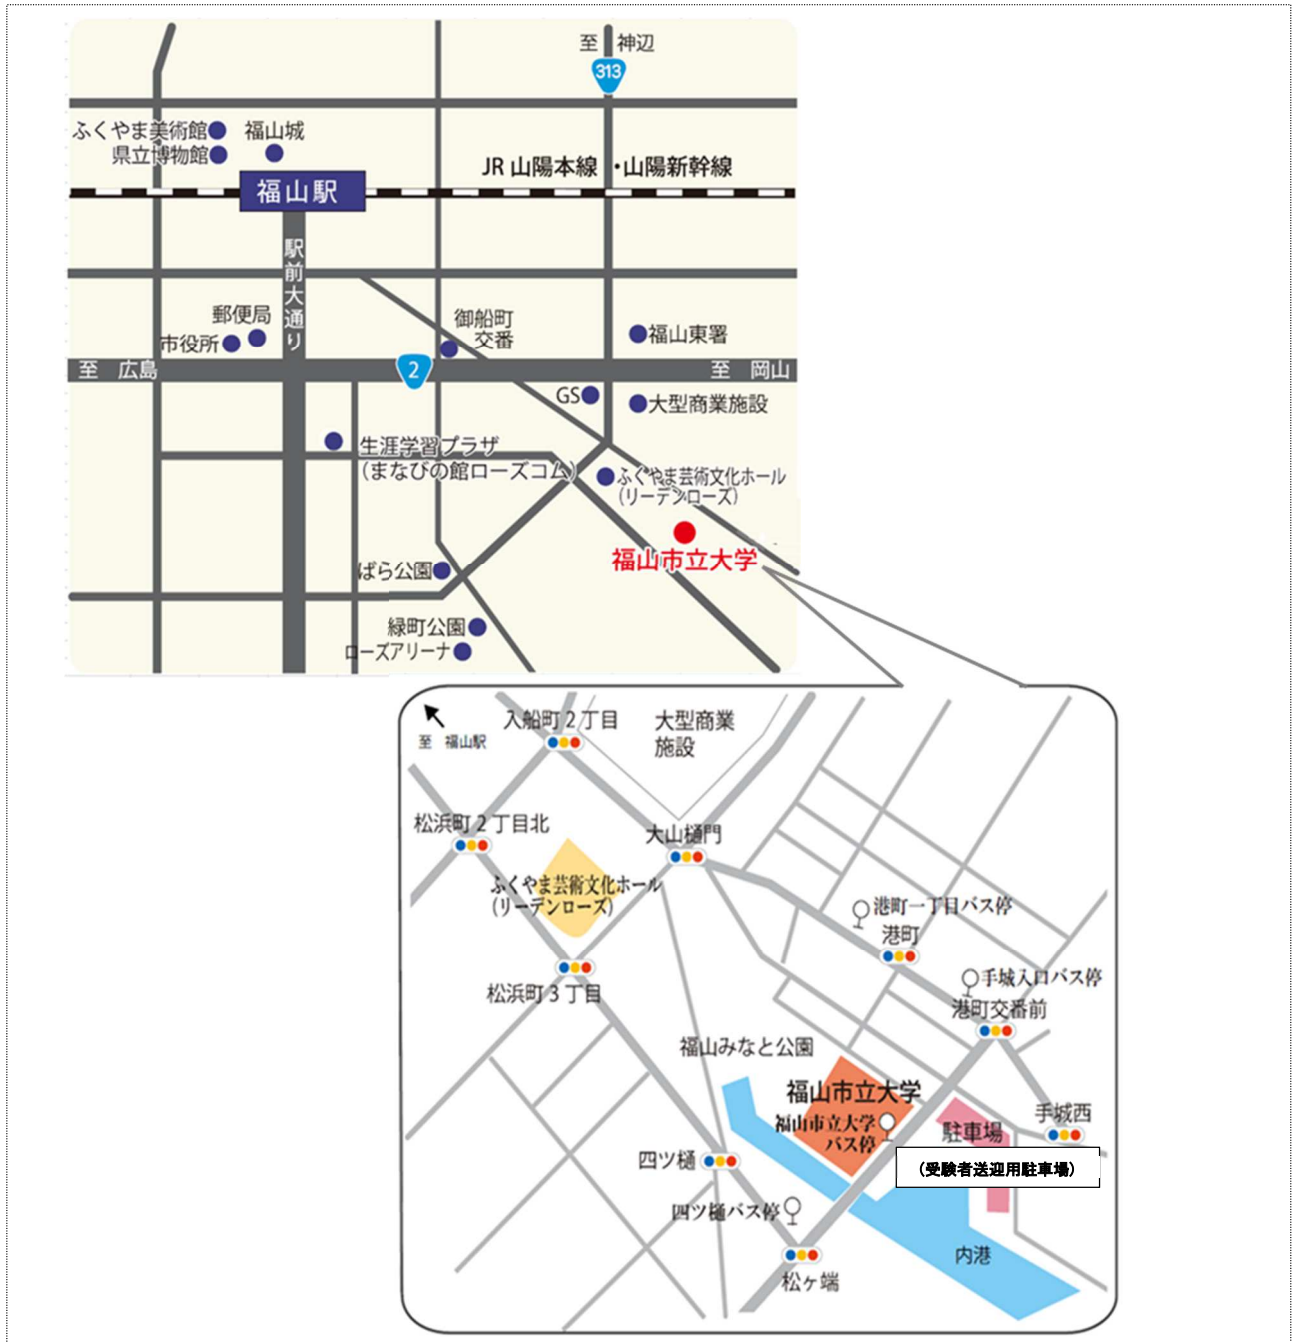 至 神辺
313
ふくやま美術館
福山城
県立博物館
JR 山陽本線 ・山陽新幹線
福山駅
駅前大通り
郵便局
市役所
御船町
交番
福山東署
至 広島
2
至 岡山
GS
大型商業施設
生涯学習プラザ
(まなびの館ローズコム)
ふくやま芸術文化ホール
(リーデンローズ)
福山市立大学
ばら公園
緑町公園
ローズアリーナ
至 福山駅
入船町2丁目
大型商業
施設
松浜町2丁目北
大山樋門
ふくやま芸術文化ホール
(リーデンローズ)
港町一丁目バス停
港町
松浜町3丁目
手城入口バス停
港町交番前
福山みなと公園
福山市立大学
福山市立大学
バス停
駐車場
手城西
(受験者送迎用駐車場)
四ツ樋
四ツ樋バス停
内港
松ヶ端